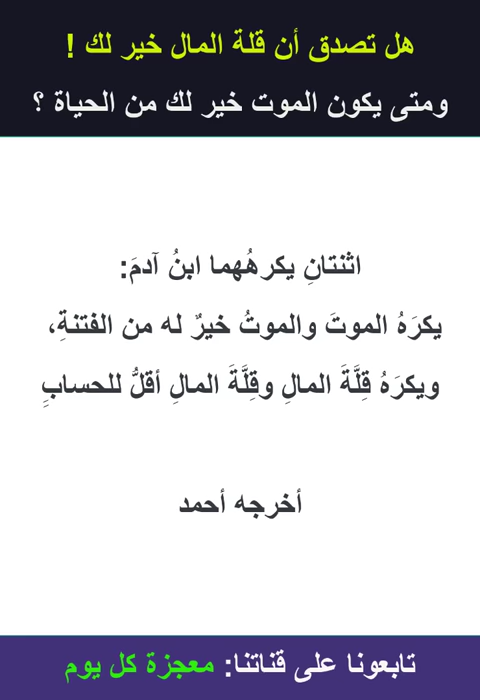 هل تصدق أن قلة المال خير لك !
ومتى يكون الموت خير لك من الحياة ؟
اثنتانِ يكرهُهما ابنُ آدمَ:
يكرَهُ الموتَ والموتُ خيرٌ له من الفتنةِ،
ويكرَهُ قِلَّةَ المالِ وقِلَّةَ المالِ أقلُّ للحسابِِ
أخرجه أحمد
تابعونا على قناتنا: معجزة كل يوم